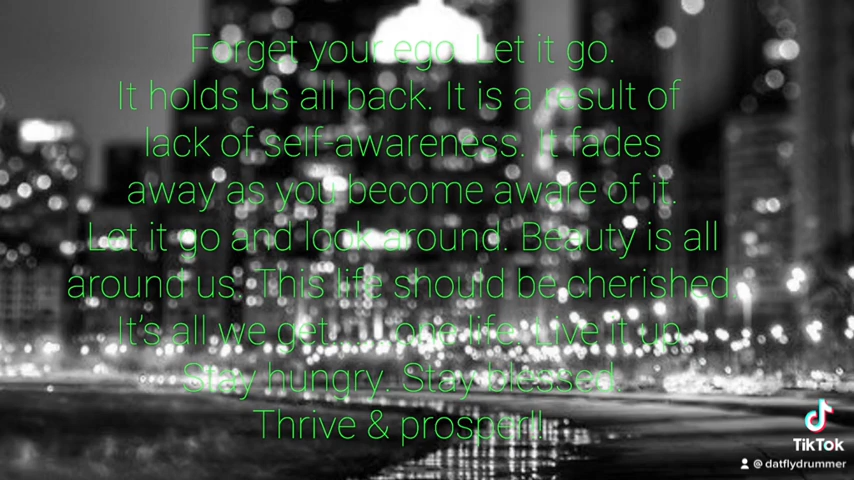 Forget your ego. Let it go.
It holds us all back. It is a result of
lack of self-awareness. It fades
away as you become aware of it.
Let it go and look around. Beauty is all
around us. This life should be cherished.
It's all we get...... one life. Live it up.
Stay hungry. Stay blessed.
Thrive & prosper!!
TikTok
@datflydrummer